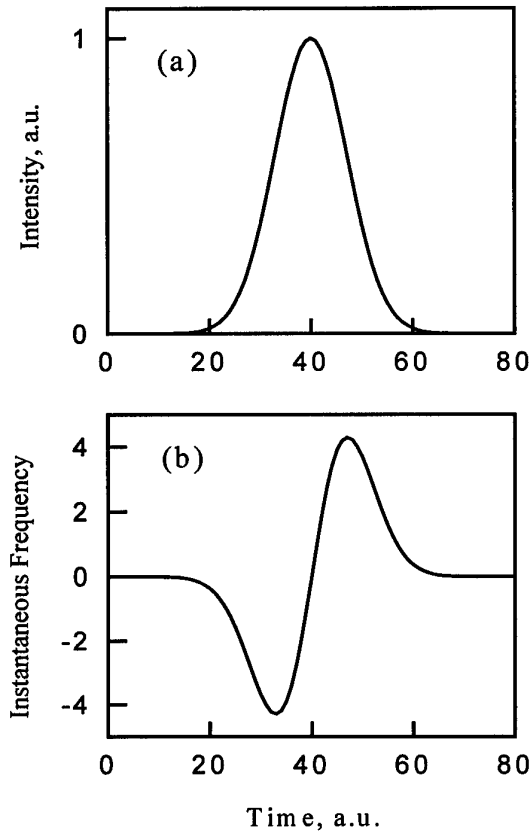 1
(a)
Intensity, a.u.
0
0 20 40 60 80
4
(b)
2
0
Instantaneous Frequency
-2
-4
0 20 40 60 80
Time, a.u.